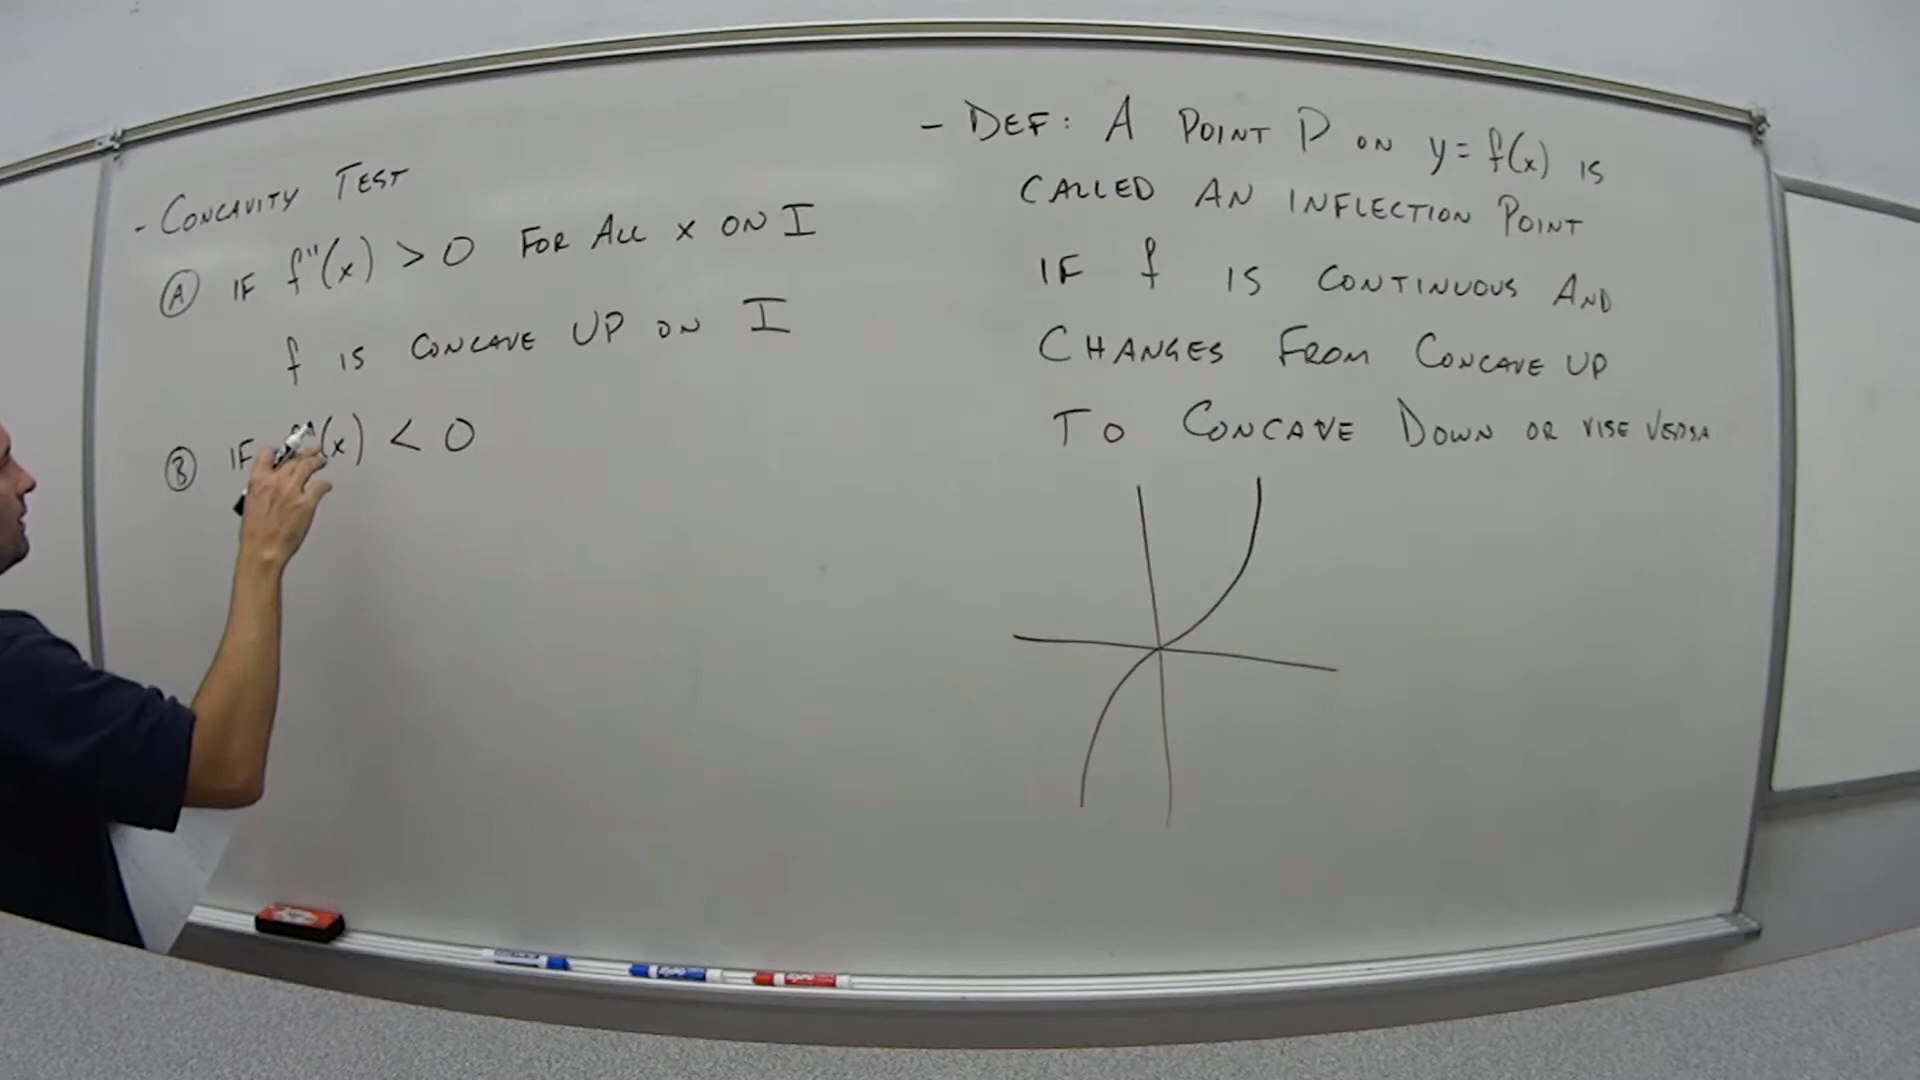 - CONCAVITY TEST
Ⓐ IF f''(x) > 0 FOR ALL x ON I
f IS CONCAVE UP ON I
Ⓑ IF f''(x) < 0
- DEF: A POINT P ON y = f(x) IS
CALLED AN INFLECTION POINT
IF f IS CONTINUOUS AND
CHANGES FROM CONCAVE UP
TO CONCAVE DOWN OR VISE VERSA
EXPO